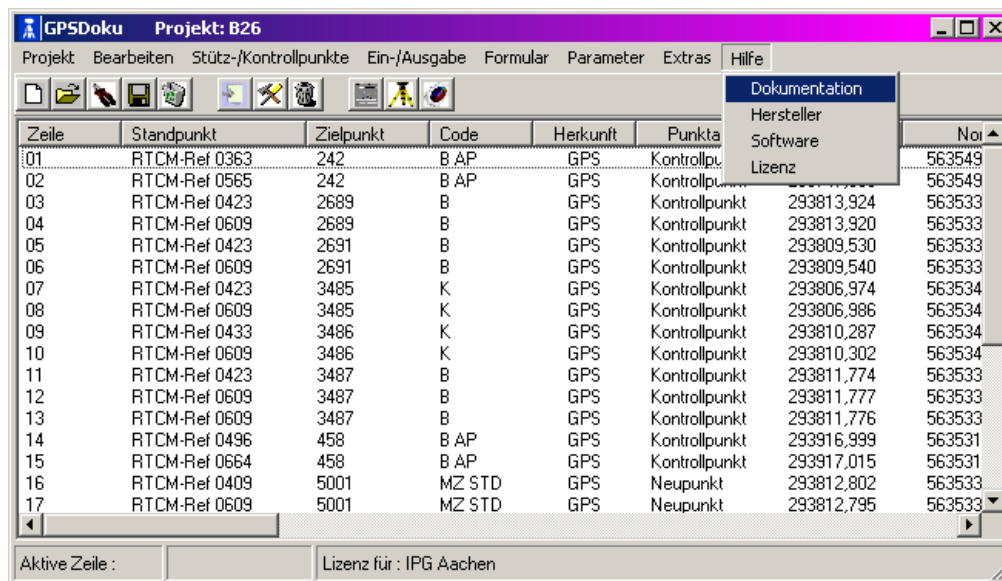 GPSDoku Projekt: B26
Projekt Bearbeiten Stütz-/Kontrollpunkte Ein-/Ausgabe Formular Parameter Extras Hilfe
Dokumentation
Hersteller
Software
Lizenz
Zeile Standpunkt Zielpunkt Code Herkunft
01 RTCM-Ref 0363 242 B AP GPS 563549
02 RTCM-Ref 0565 242 B AP GPS 563549
03 RTCM-Ref 0423 2689 B GPS Kontrollpunkt 293813,924 563533
04 RTCM-Ref 0609 2689 B GPS Kontrollpunkt 293813,920 563533
05 RTCM-Ref 0423 2691 B GPS Kontrollpunkt 293809,530 563533
06 RTCM-Ref 0609 2691 B GPS Kontrollpunkt 293809,540 563533
07 RTCM-Ref 0423 3485 K GPS Kontrollpunkt 293806,974 563534
08 RTCM-Ref 0609 3485 K GPS Kontrollpunkt 293806,986 563534
09 RTCM-Ref 0433 3486 K GPS Kontrollpunkt 293810,287 563534
10 RTCM-Ref 0609 3486 K GPS Kontrollpunkt 293810,302 563534
11 RTCM-Ref 0423 3487 B GPS Kontrollpunkt 293811,774 563533
12 RTCM-Ref 0609 3487 B GPS Kontrollpunkt 293811,777 563533
13 RTCM-Ref 0609 3487 B GPS Kontrollpunkt 293811,776 563533
14 RTCM-Ref 0496 458 B AP GPS Kontrollpunkt 293916,999 563531
15 RTCM-Ref 0664 458 B AP GPS Kontrollpunkt 293917,015 563531
16 RTCM-Ref 0409 5001 MZ STD GPS Neupunkt 293812,802 563533
17 RTCM-Ref 0609 5001 MZ STD GPS Neupunkt 293812,795 563533
Aktive Zeile : Lizenz für : IPG Aachen